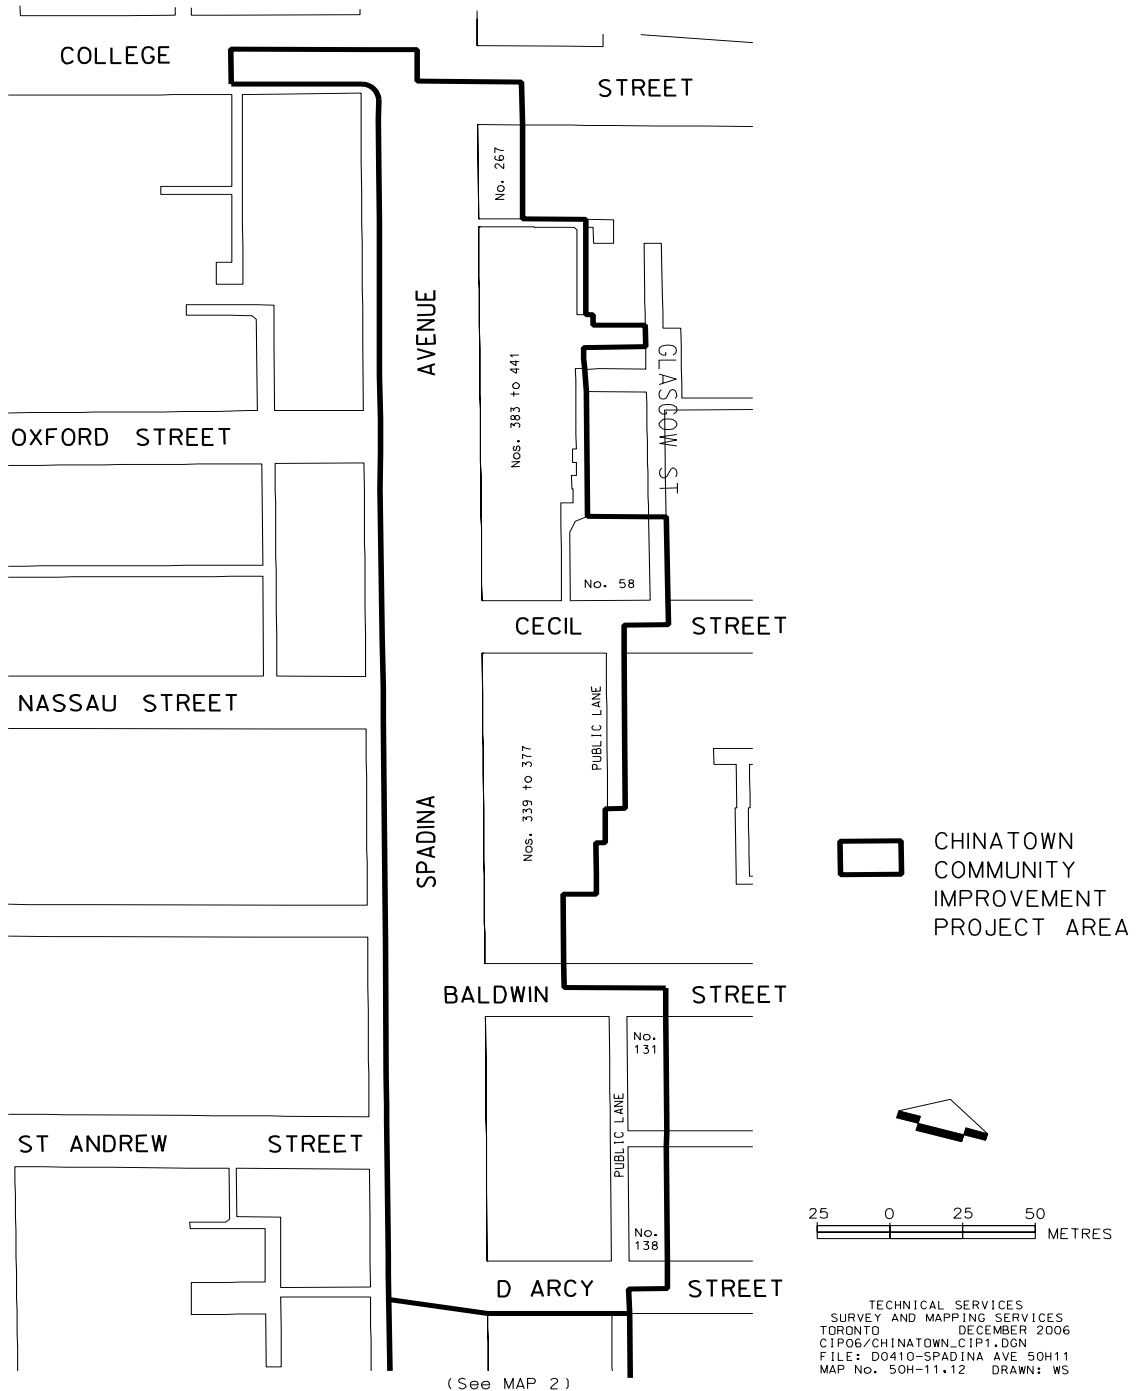 COLLEGE
STREET
No. 267
AVENUE
Nos. 383 to 441
GLASGOW ST
OXFORD STREET
No. 58
CECIL STREET
NASSAU STREET
PUBLIC LANE
Nos. 339 to 377
SPADINA
CHINATOWN
COMMUNITY
IMPROVEMENT
PROJECT AREA
BALDWIN STREET
No.
131
PUBLIC LANE
ST ANDREW STREET
No.
138
25 0 25 50
METRES
D ARCY STREET
TECHNICAL SERVICES
SURVEY AND MAPPING SERVICES
TORONTO DECEMBER 2006
CIP06/CHINATOWN_CIP1.DGN
FILE: D0410-SPADINA AVE 50H11
MAP No. 50H-11,12 DRAWN: WS
(See MAP 2)